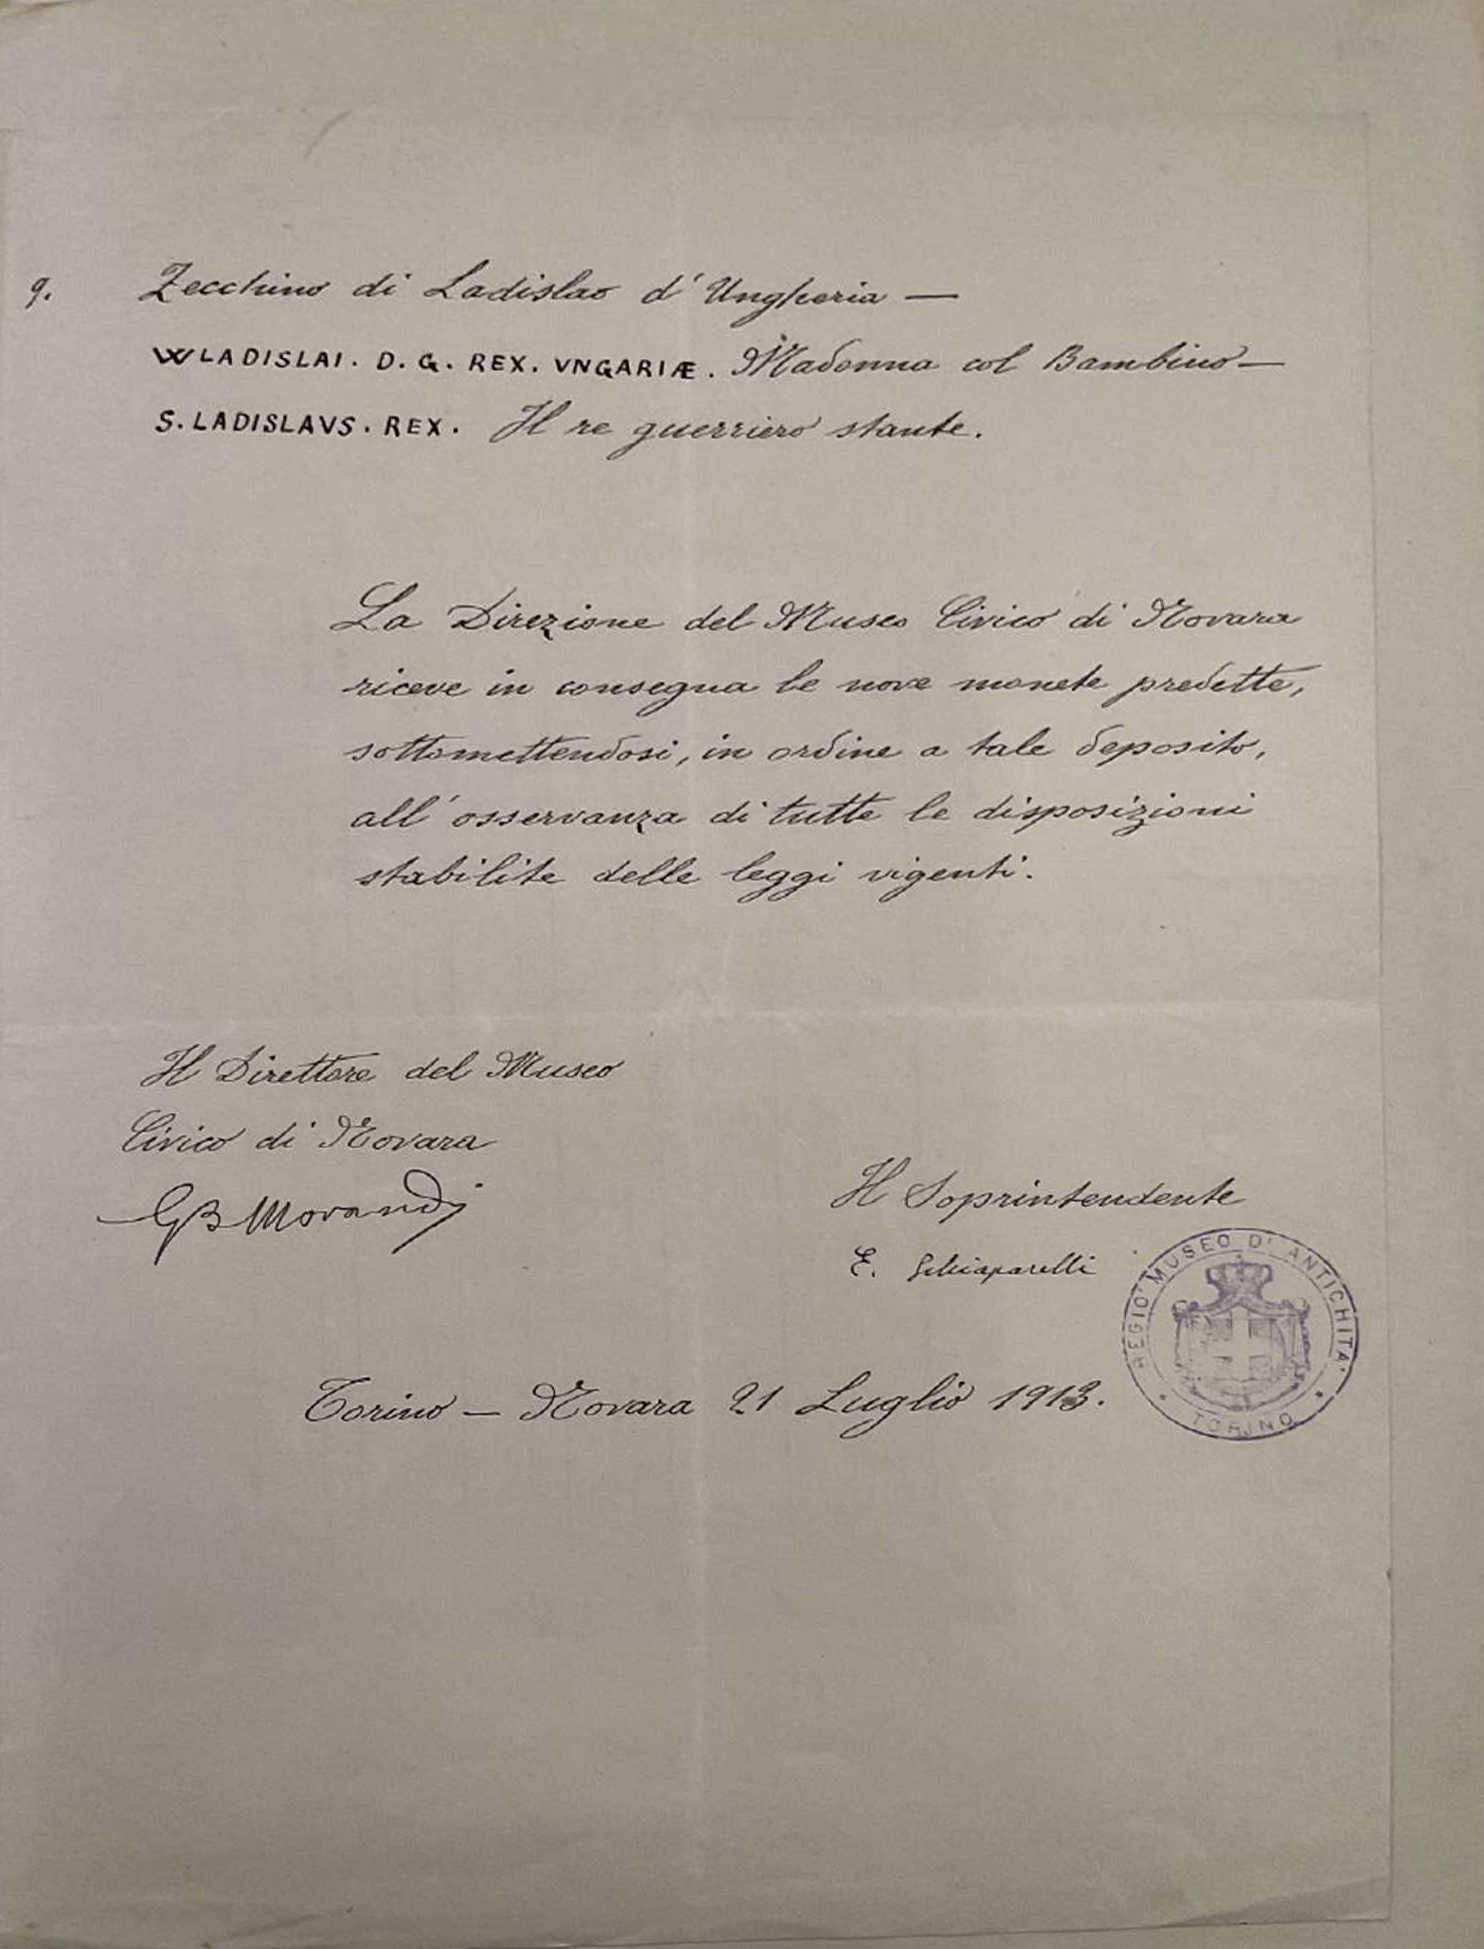 9. Zecchino di Ladislao d'Ungheria —
WLADISLAI. D. G. REX. VNGARIÆ. Madonna col Bambino —
S. LADISLAVS. REX. Il re guerriero stante.
La Direzione del Museo Civico di Novara
riceve in consegna le nove monete predette,
sottomettendosi, in ordine a tale deposito,
all'osservanza di tutte le disposizioni
stabilite delle leggi vigenti.
Il Direttore del Museo
Civico di Novara
GB Morandi
Il Soprintendente
E. Schiaparelli
REGIO MUSEO D'ANTICHITA'
* TORINO *
Torino — Novara 21 Luglio 1913.